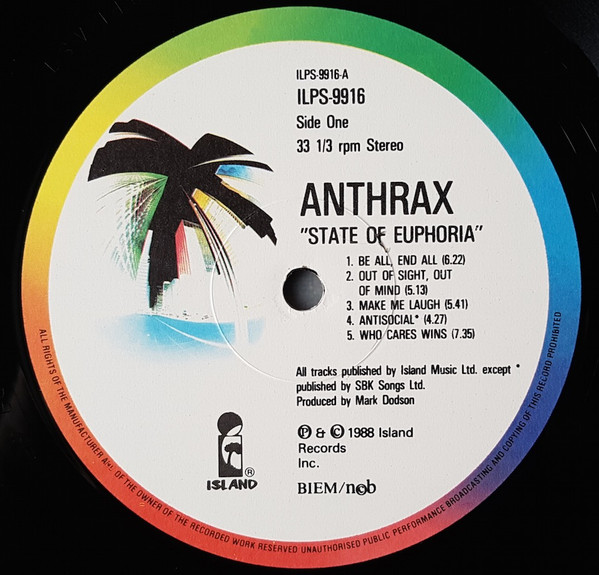 ILPS-9916-A
ILPS-9916
Side One
33 1/3 rpm Stereo
ANTHRAX
"STATE OF EUPHORIA"
1. BE ALL, END ALL (6.22)
2. OUT OF SIGHT, OUT
OF MIND (5.13)
3. MAKE ME LAUGH (5.41)
4. ANTISOCIAL* (4.27)
5. WHO CARES WINS (7.35)
All tracks published by Island Music Ltd. except *
published by SBK Songs Ltd.
Produced by Mark Dodson
℗ & © 1988 Island
Records
Inc.
BIEM/ncb
®
ISLAND
ALL RIGHTS OF THE MANUFACTURER AND OF THE OWNER OF THE RECORDED WORK RESERVED UNAUTHORISED PUBLIC PERFORMANCE BROADCASTING AND COPYING OF THIS RECORD PROHIBITED